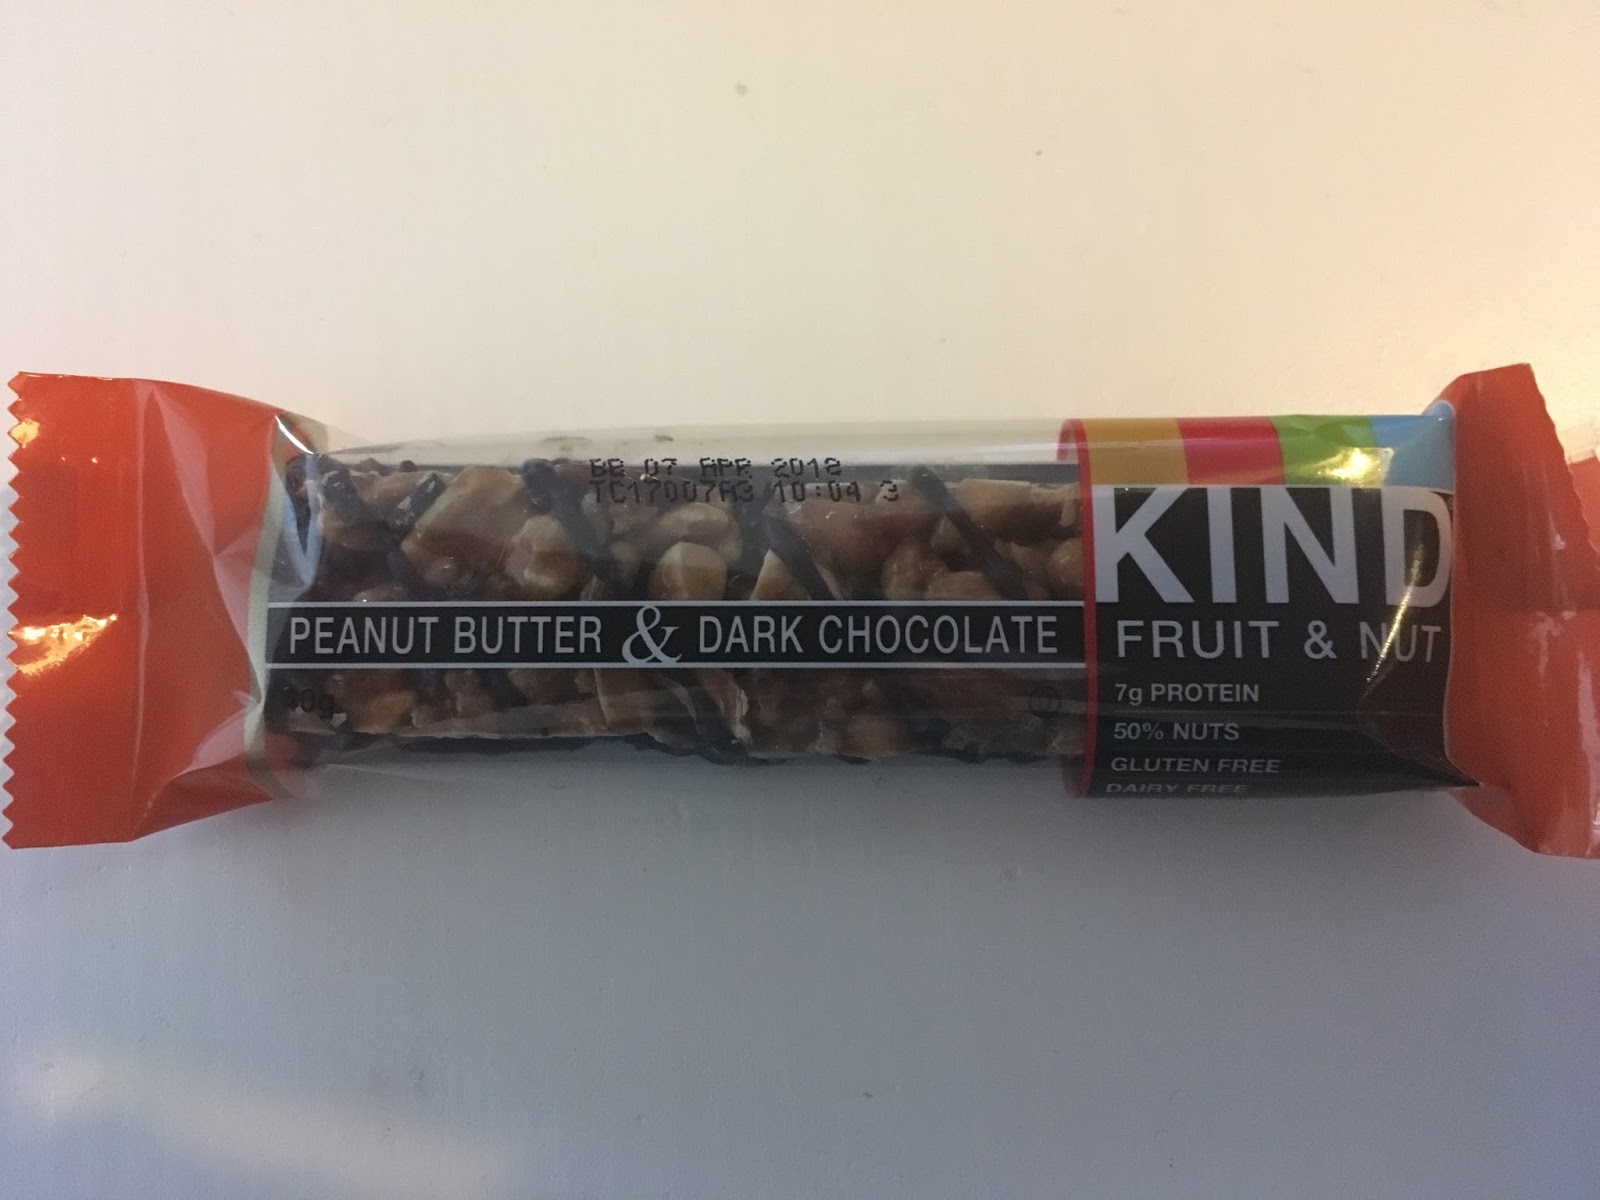 BB 07 APR 2018
TC17007A3 10:04 3
PEANUT BUTTER & DARK CHOCOLATE
40g
KIND
FRUIT & NUT
7g PROTEIN
50% NUTS
GLUTEN FREE
DAIRY FREE